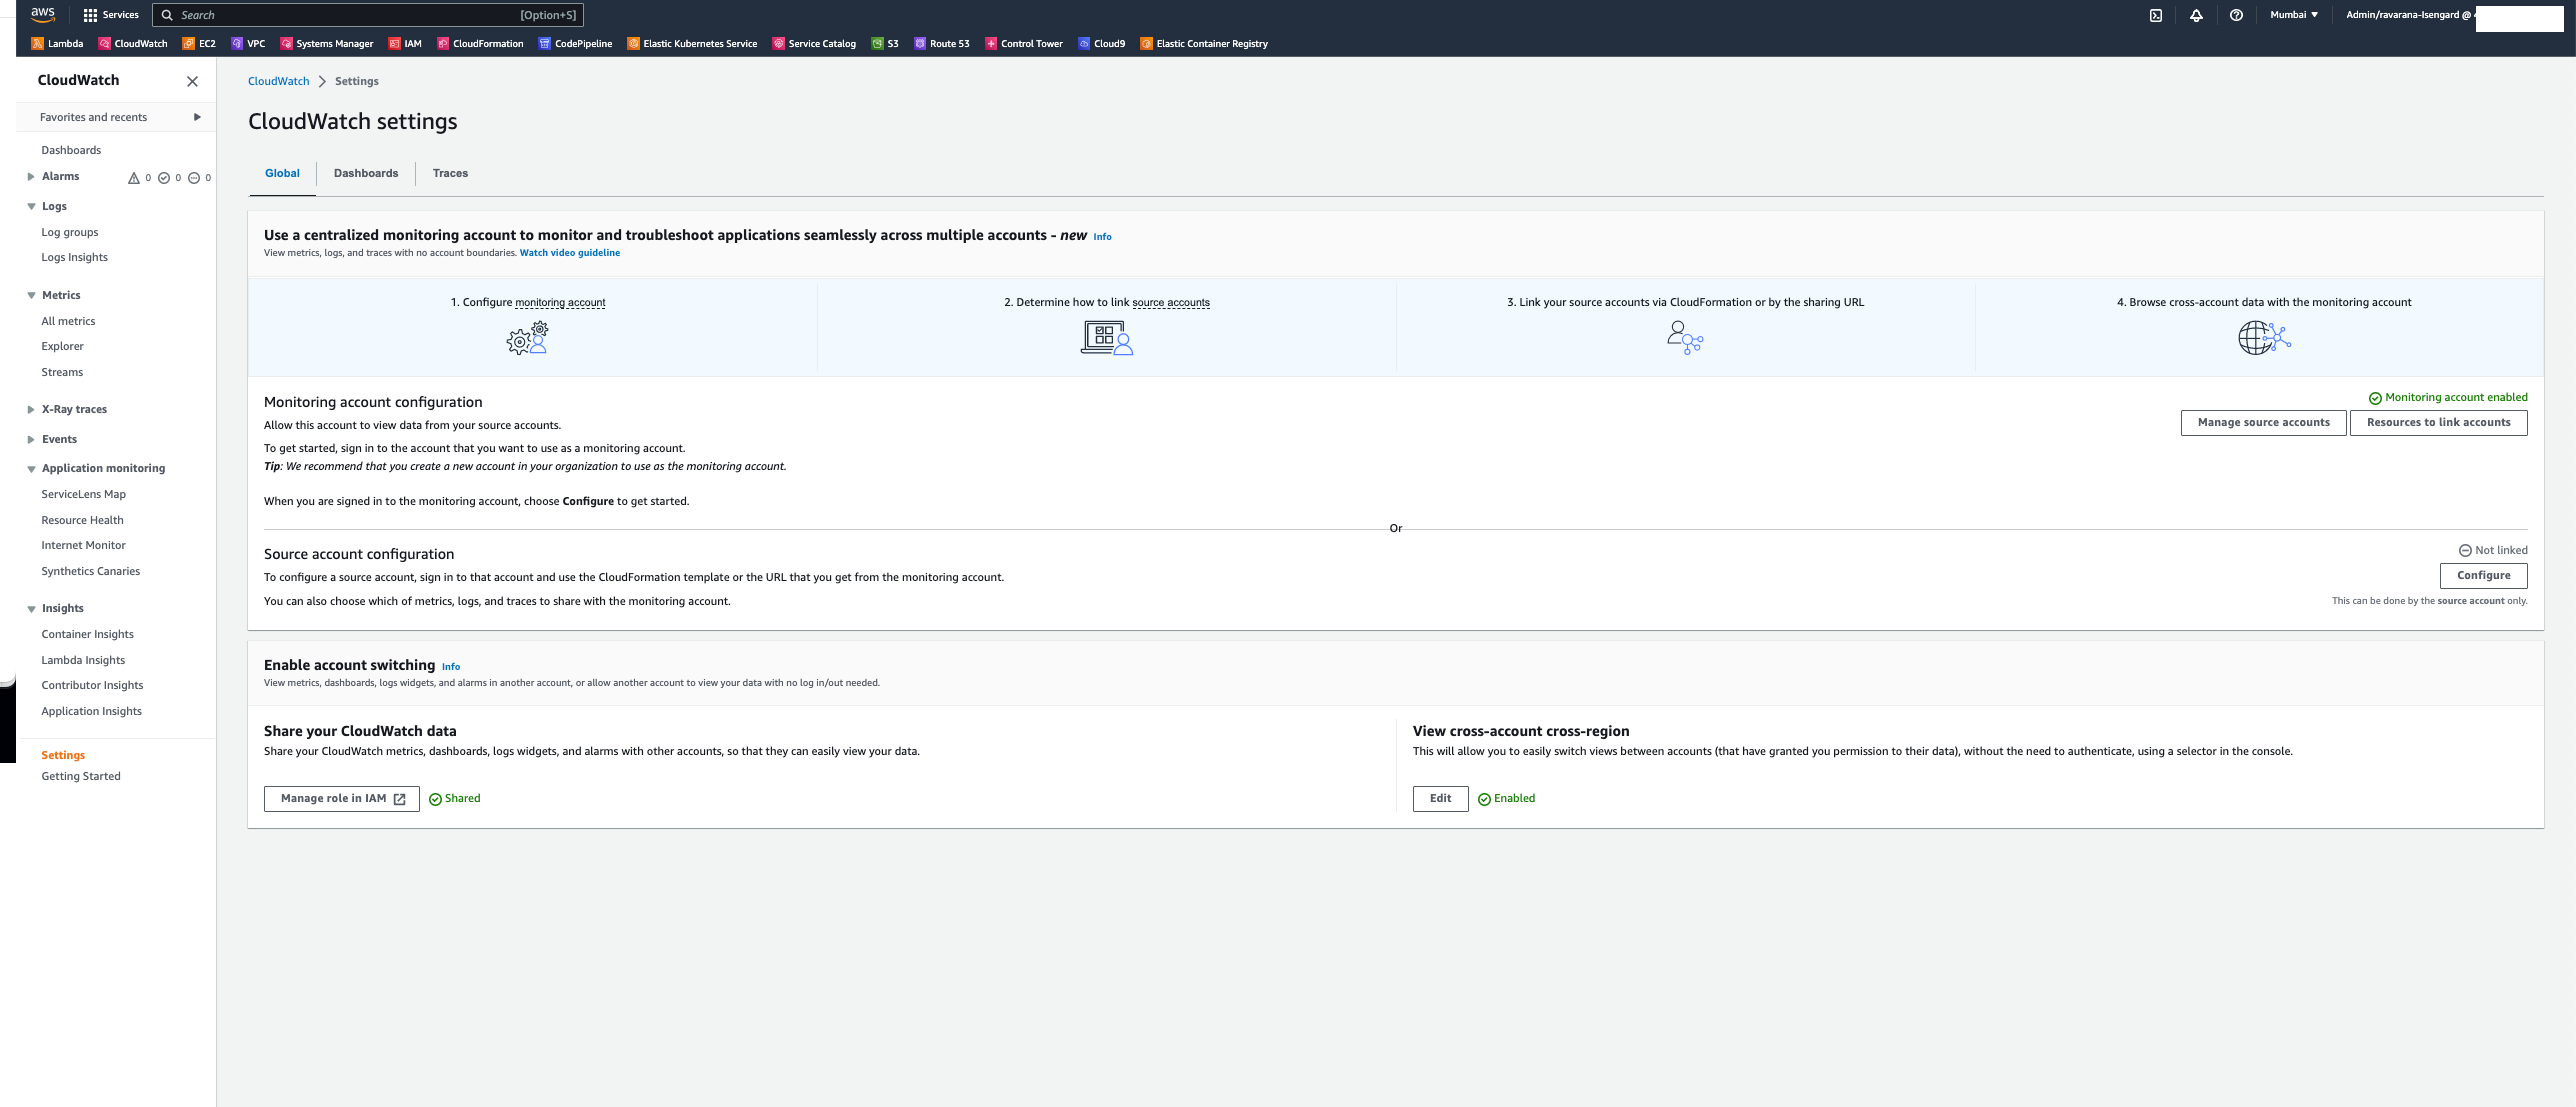 aws
Services
Search
[Option+S]
Mumbai
Admin/ravarana-Isengard @
Lambda
CloudWatch
EC2
VPC
Systems Manager
IAM
CloudFormation
CodePipeline
Elastic Kubernetes Service
Service Catalog
S3
Route 53
Control Tower
Cloud9
Elastic Container Registry
CloudWatch
Favorites and recents
Dashboards
Alarms 0 0 0
Logs
Log groups
Logs Insights
Metrics
All metrics
Explorer
Streams
X-Ray traces
Events
Application monitoring
ServiceLens Map
Resource Health
Internet Monitor
Synthetics Canaries
Insights
Container Insights
Lambda Insights
Contributor Insights
Application Insights
Settings
Getting Started
CloudWatch
Settings
CloudWatch settings
Global
Dashboards
Traces
Use a centralized monitoring account to monitor and troubleshoot applications seamlessly across multiple accounts - new Info
View metrics, logs, and traces with no account boundaries. Watch video guideline
1. Configure monitoring account
2. Determine how to link source accounts
3. Link your source accounts via CloudFormation or by the sharing URL
4. Browse cross-account data with the monitoring account
Monitoring account configuration
Monitoring account enabled
Allow this account to view data from your source accounts.
Manage source accounts
Resources to link accounts
To get started, sign in to the account that you want to use as a monitoring account.
Tip: We recommend that you create a new account in your organization to use as the monitoring account.
When you are signed in to the monitoring account, choose Configure to get started.
Or
Source account configuration
Not linked
To configure a source account, sign in to that account and use the CloudFormation template or the URL that you get from the monitoring account.
Configure
You can also choose which of metrics, logs, and traces to share with the monitoring account.
This can be done by the source account only.
Enable account switching Info
View metrics, dashboards, logs widgets, and alarms in another account, or allow another account to view your data with no log in/out needed.
Share your CloudWatch data
Share your CloudWatch metrics, dashboards, logs widgets, and alarms with other accounts, so that they can easily view your data.
Manage role in IAM
Shared
View cross-account cross-region
This will allow you to easily switch views between accounts (that have granted you permission to their data), without the need to authenticate, using a selector in the console.
Edit
Enabled